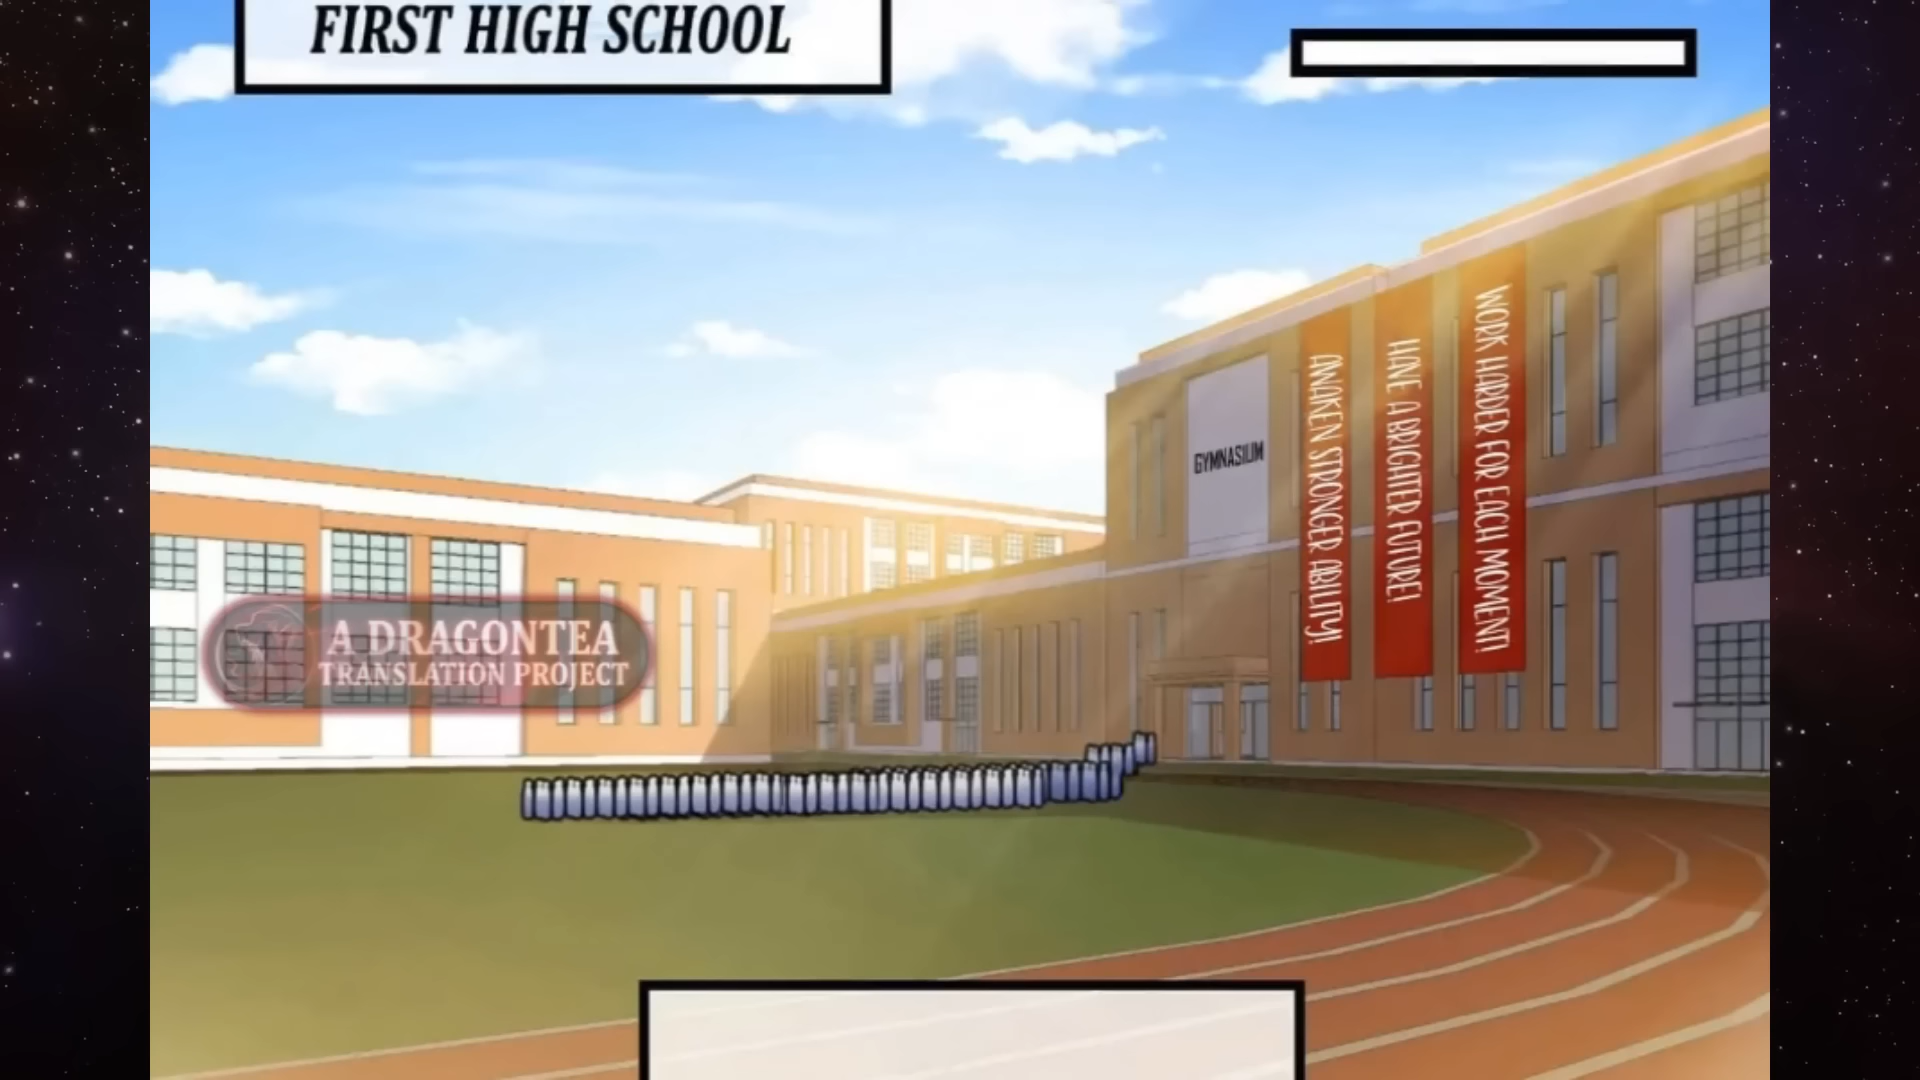 FIRST HIGH SCHOOL
GYMNASIUM
AWAKEN STRONGER ABILITY!
HAVE A BRIGHTER FUTURE!
WORK HARDER FOR EACH MOMENT!
A DRAGONTEA
TRANSLATION PROJECT